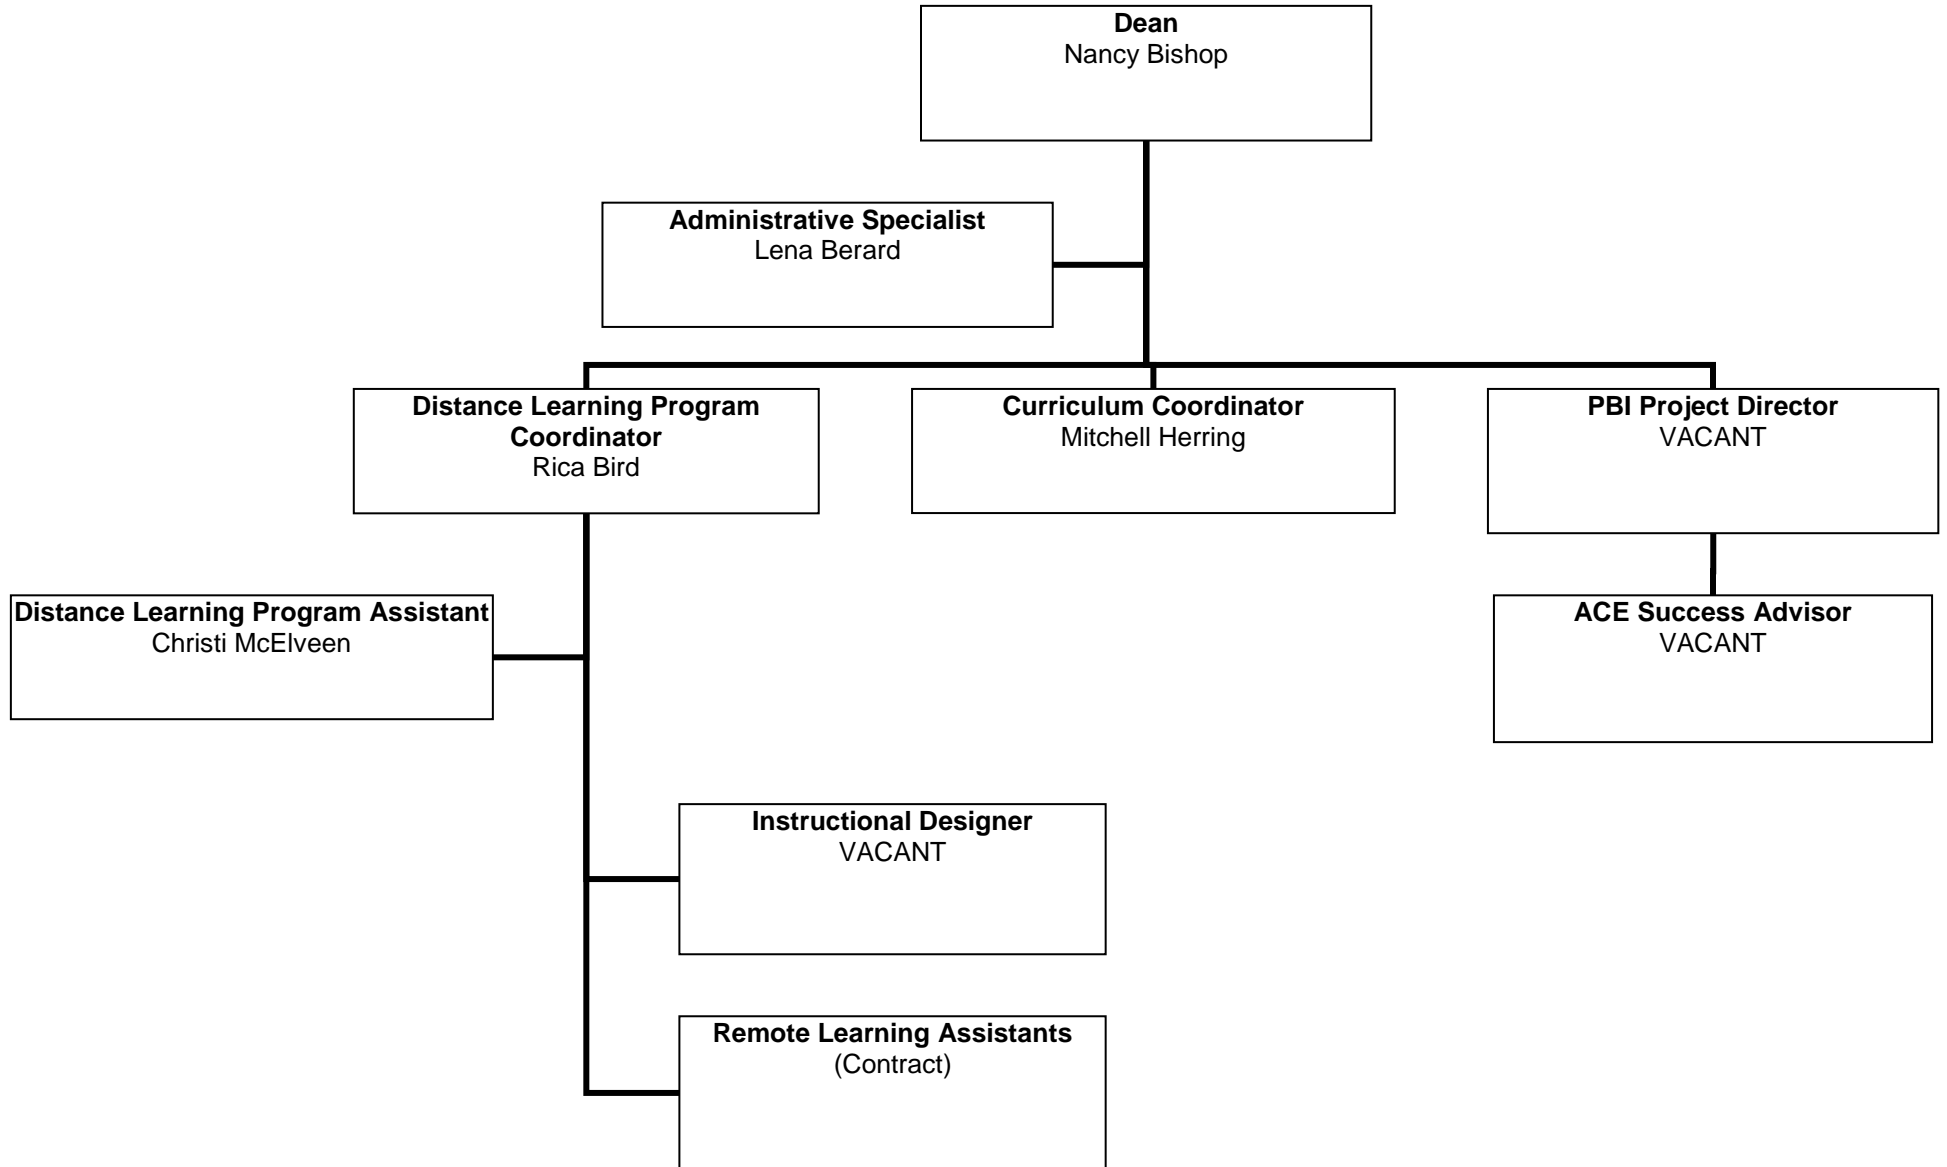 Dean
Nancy Bishop
Administrative Specialist
Lena Berard
Distance Learning Program
Coordinator
Rica Bird
Curriculum Coordinator
Mitchell Herring
PBI Project Director
VACANT
Distance Learning Program Assistant
Christi McElveen
ACE Success Advisor
VACANT
Instructional Designer
VACANT
Remote Learning Assistants
(Contract)